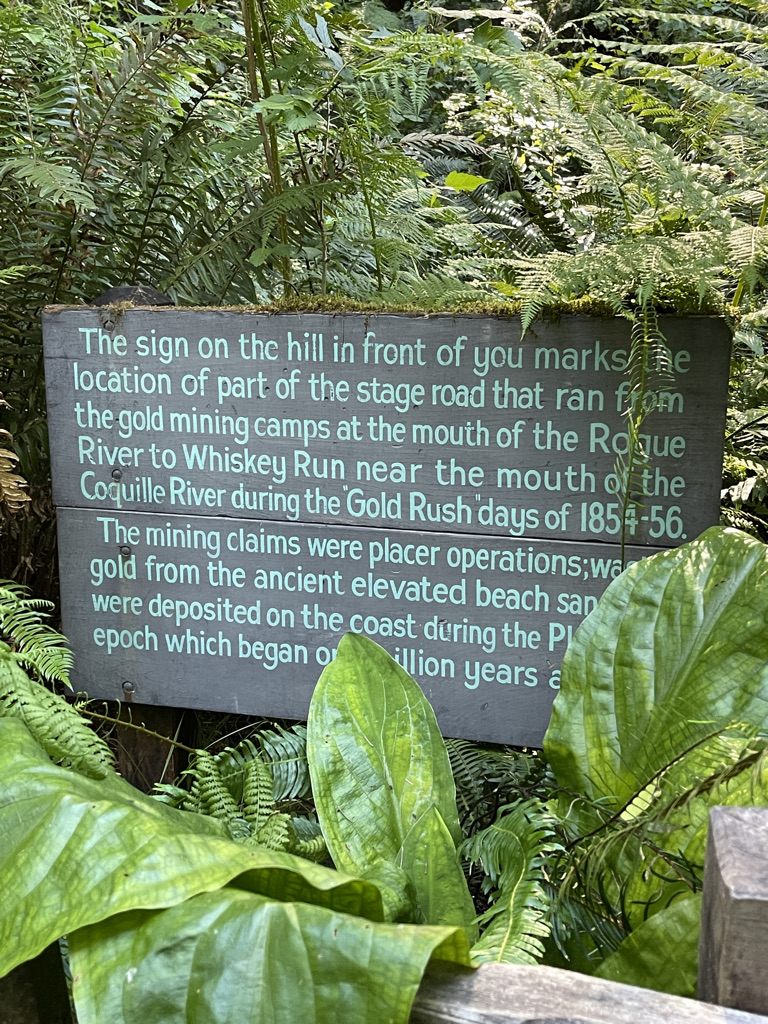 The sign on the hill in front of you marks the
location of part of the stage road that ran from
the gold mining camps at the mouth of the Rogue
River to Whiskey Run near the mouth of the
Coquille River during the "Gold Rush" days of 1854-56.
The mining claims were placer operations;
gold from the ancient elevated beach
were deposited on the coast during the
epoch which began years